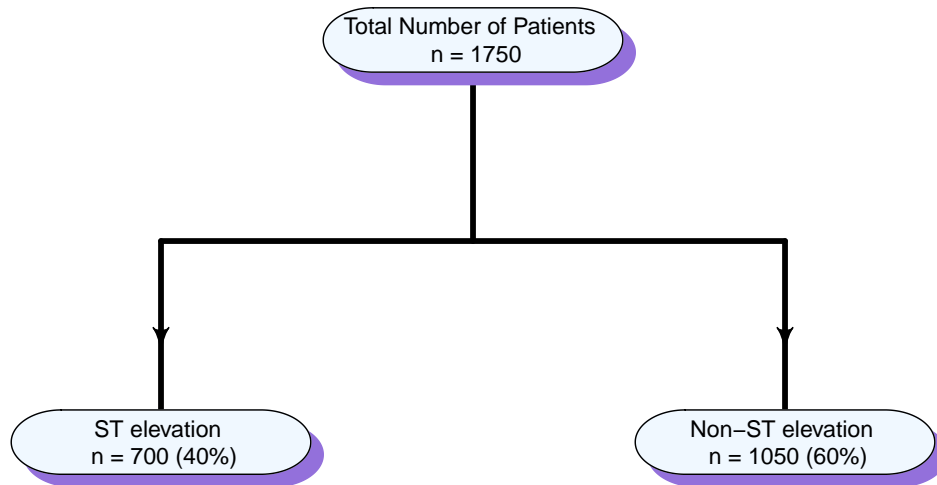 Total Number of Patients
n = 1750
ST elevation
n = 700 (40%)
Non−ST elevation
n = 1050 (60%)